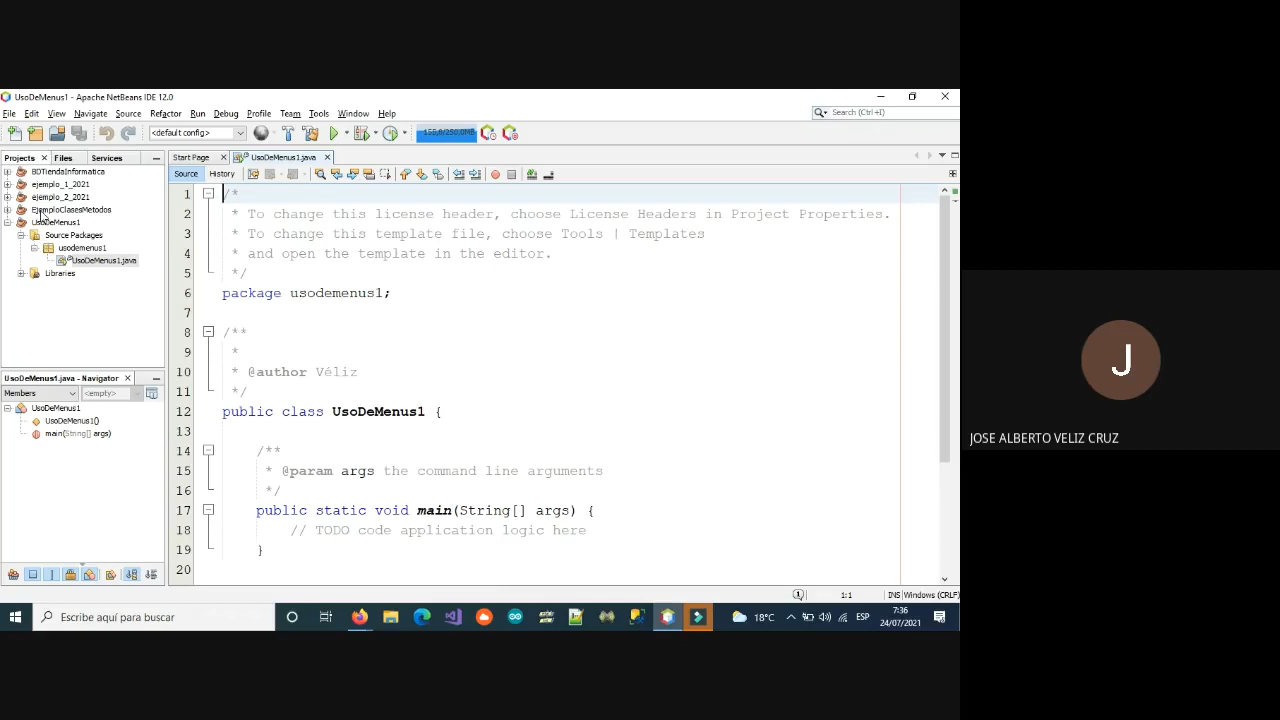 UsoDeMenus1 - Apache NetBeans IDE 12.0
File Edit View Navigate Source Refactor Run Debug Profile Team Tools Window Help
Search (Ctrl+I)
<default config>
155,6/250,0MB
Projects Files Services
Start Page UsoDeMenus1.java
Source History
BDTiendaInformatica
ejemplo_1_2021
ejemplo_2_2021
EjemploClasesMetodos
UsoDeMenus1
Source Packages
usodemenus1
UsoDeMenus1.java
Libraries
UsoDeMenus1.java - Navigator
Members <empty>
UsoDeMenus1
UsoDeMenus1()
main(String[] args)
1 /*
2 * To change this license header, choose License Headers in Project Properties.
3 * To change this template file, choose Tools | Templates
4 * and open the template in the editor.
5 */
6 package usodemenus1;
7
8 /**
9 *
10 * @author Véliz
11 */
12 public class UsoDeMenus1 {
13
14 /**
15 * @param args the command line arguments
16 */
17 public static void main(String[] args) {
18 // TODO code application logic here
19 }
20
1:1 INS Windows (CRLF)
Escribe aquí para buscar
18°C ESP
7:36
24/07/2021
J
JOSE ALBERTO VELIZ CRUZ